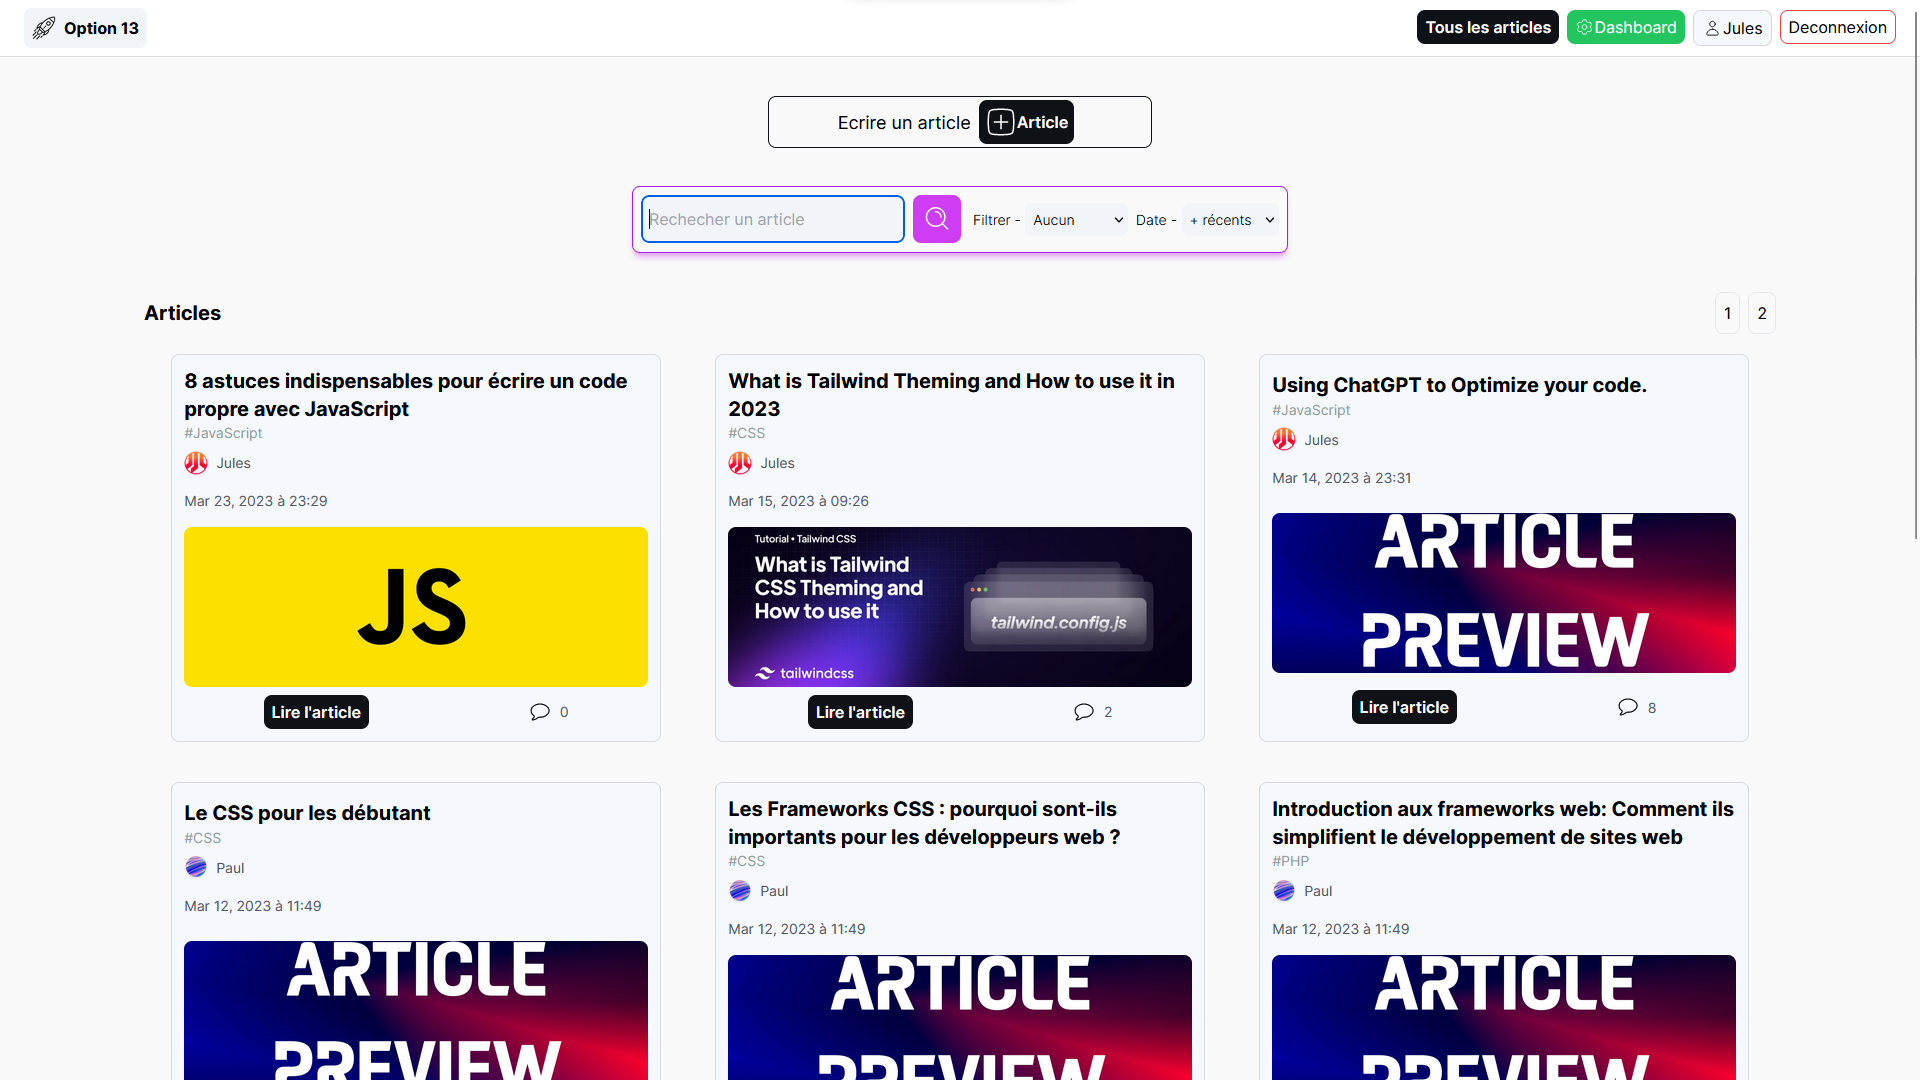 Option 13
Tous les articles
Dashboard
Jules
Deconnexion
Ecrire un article
Article
Rechecher un article
Filtrer -
Aucun
Date -
+ récents
Articles
1
2
8 astuces indispensables pour écrire un code
propre avec JavaScript
#JavaScript
Jules
Mar 23, 2023 à 23:29
JS
Lire l'article
0
What is Tailwind Theming and How to use it in
2023
#CSS
Jules
Mar 15, 2023 à 09:26
Tutorial • Tailwind CSS
What is Tailwind
CSS Theming and
How to use it
tailwind.config.js
tailwindcss
Lire l'article
2
Using ChatGPT to Optimize your code.
#JavaScript
Jules
Mar 14, 2023 à 23:31
ARTICLE
PREVIEW
Lire l'article
8
Le CSS pour les débutant
#CSS
Paul
Mar 12, 2023 à 11:49
ARTICLE
PREVIEW
Les Frameworks CSS : pourquoi sont-ils
importants pour les développeurs web ?
#CSS
Paul
Mar 12, 2023 à 11:49
ARTICLE
PREVIEW
Introduction aux frameworks web: Comment ils
simplifient le développement de sites web
#PHP
Paul
Mar 12, 2023 à 11:49
ARTICLE
PREVIEW